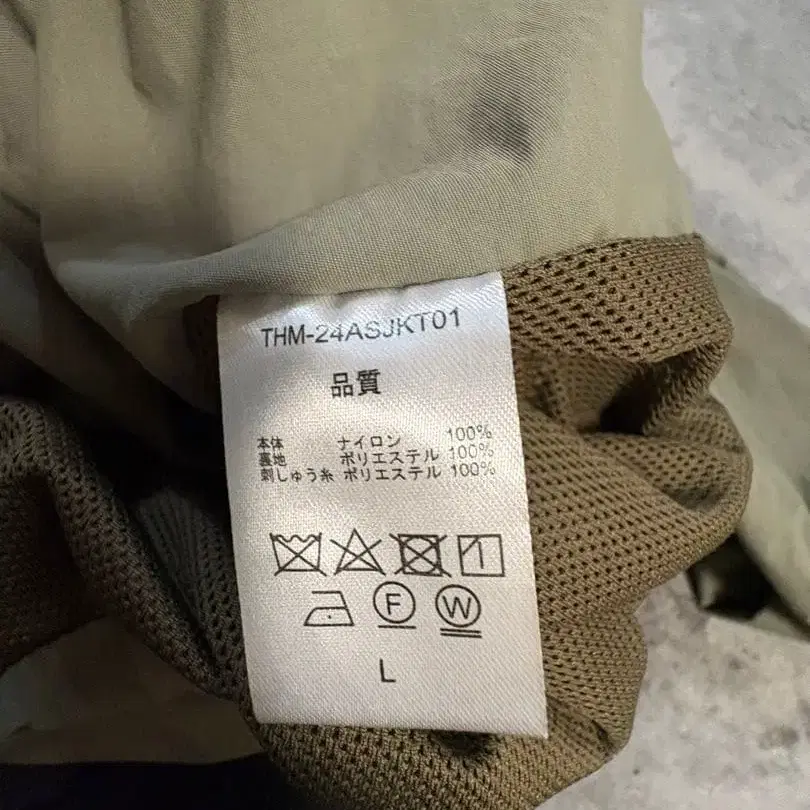 THM-24ASJKT01
品質
本体 ナイロン 100%
裏地 ポリエステル 100%
刺しゅう糸 ポリエステル 100%
F W
L